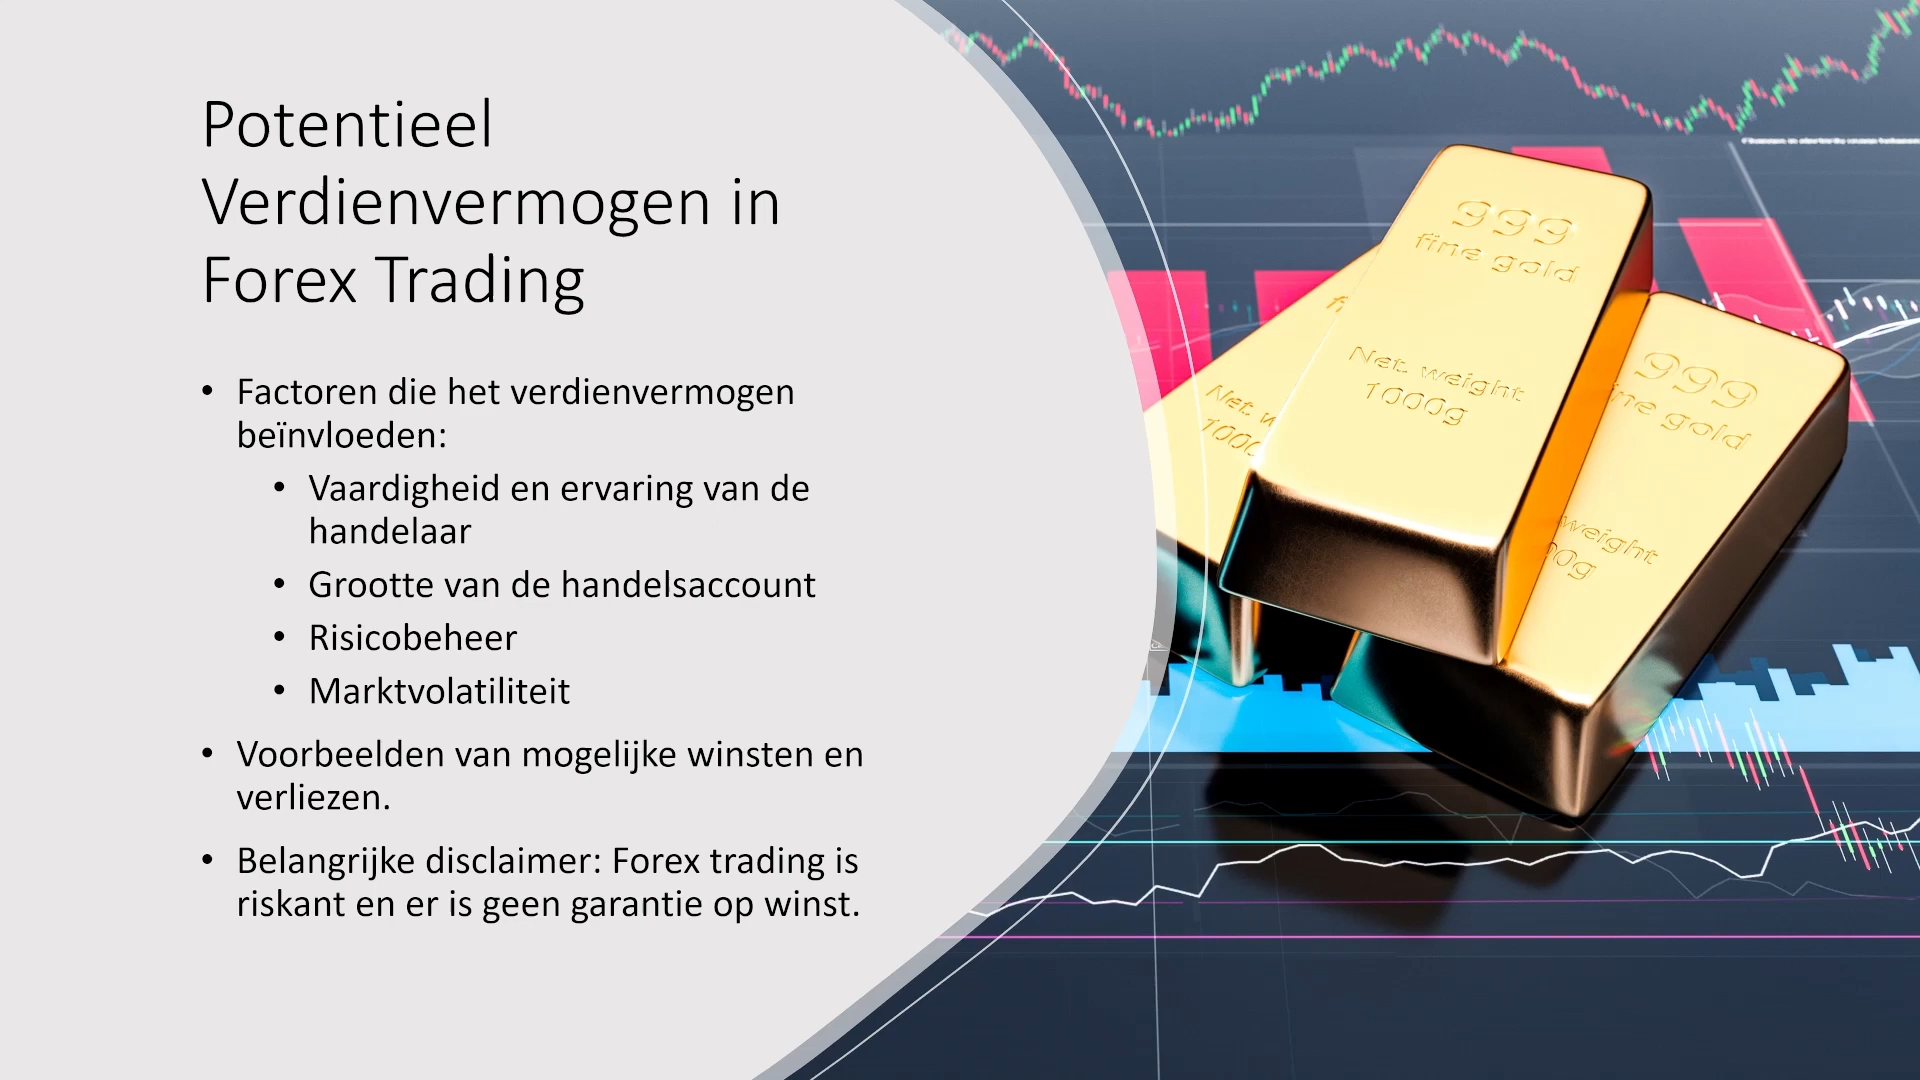 Potentieel
Verdienvermogen in
Forex Trading
• Factoren die het verdienvermogen
beïnvloeden:
• Vaardigheid en ervaring van de
handelaar
• Grootte van de handelsaccount
• Risicobeheer
• Marktvolatiliteit
• Voorbeelden van mogelijke winsten en
verliezen.
• Belangrijke disclaimer: Forex trading is
riskant en er is geen garantie op winst.
999
fine gold
Net weight
1000g
999
gold
weight
Net